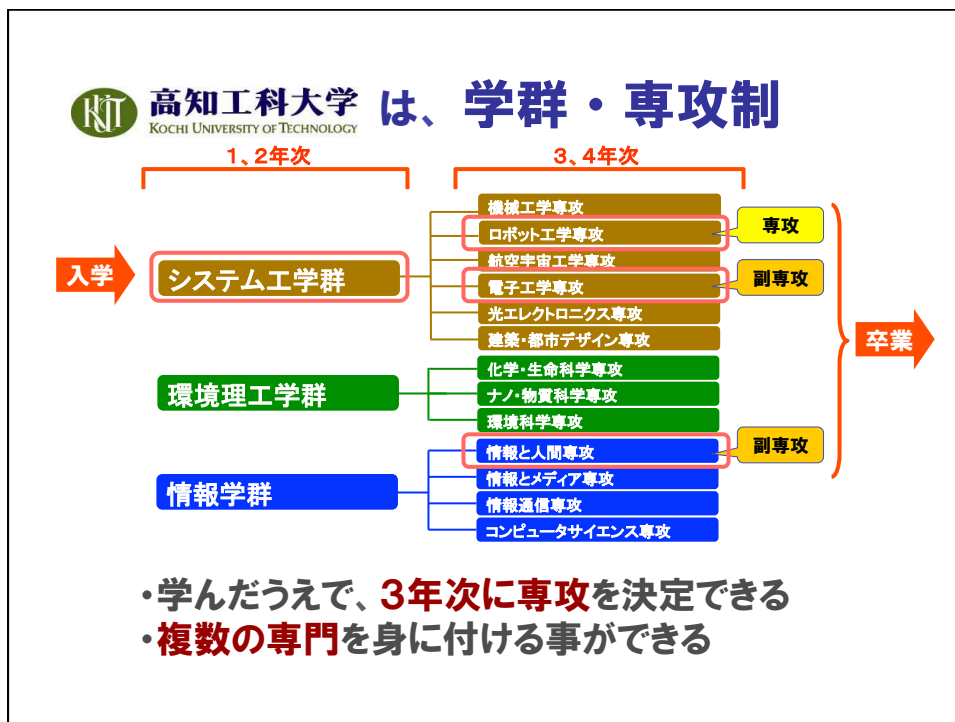 KUT 高知工科大学 は、学群・専攻制
KOCHI UNIVERSITY OF TECHNOLOGY
1、2年次
3、4年次
入学
システム工学群
機械工学専攻
ロボット工学専攻
専攻
航空宇宙工学専攻
電子工学専攻
副専攻
光エレクトロニクス専攻
建築・都市デザイン専攻
卒業
環境理工学群
化学・生命科学専攻
ナノ・物質科学専攻
環境科学専攻
情報学群
情報と人間専攻
副専攻
情報とメディア専攻
情報通信専攻
コンピュータサイエンス専攻
・学んだうえで、3年次に専攻を決定できる
・複数の専門を身に付ける事ができる